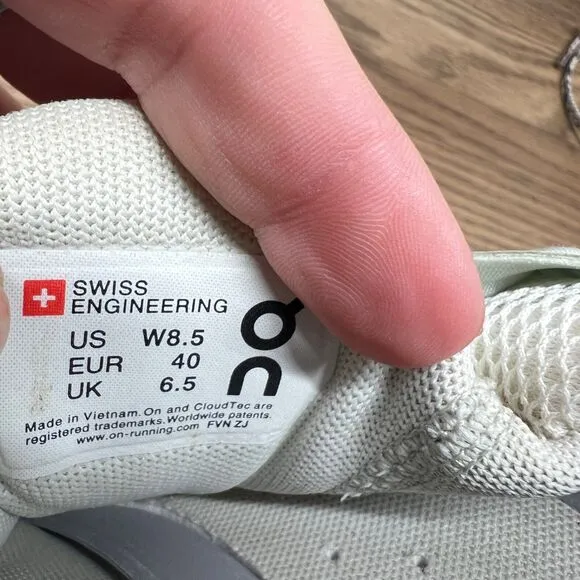 SWISS
ENGINEERING
US W8.5
EUR 40
UK 6.5
On
Made in Vietnam. On and CloudTec are
registered trademarks. Worldwide patents.
www.on-running.com FVN ZJ